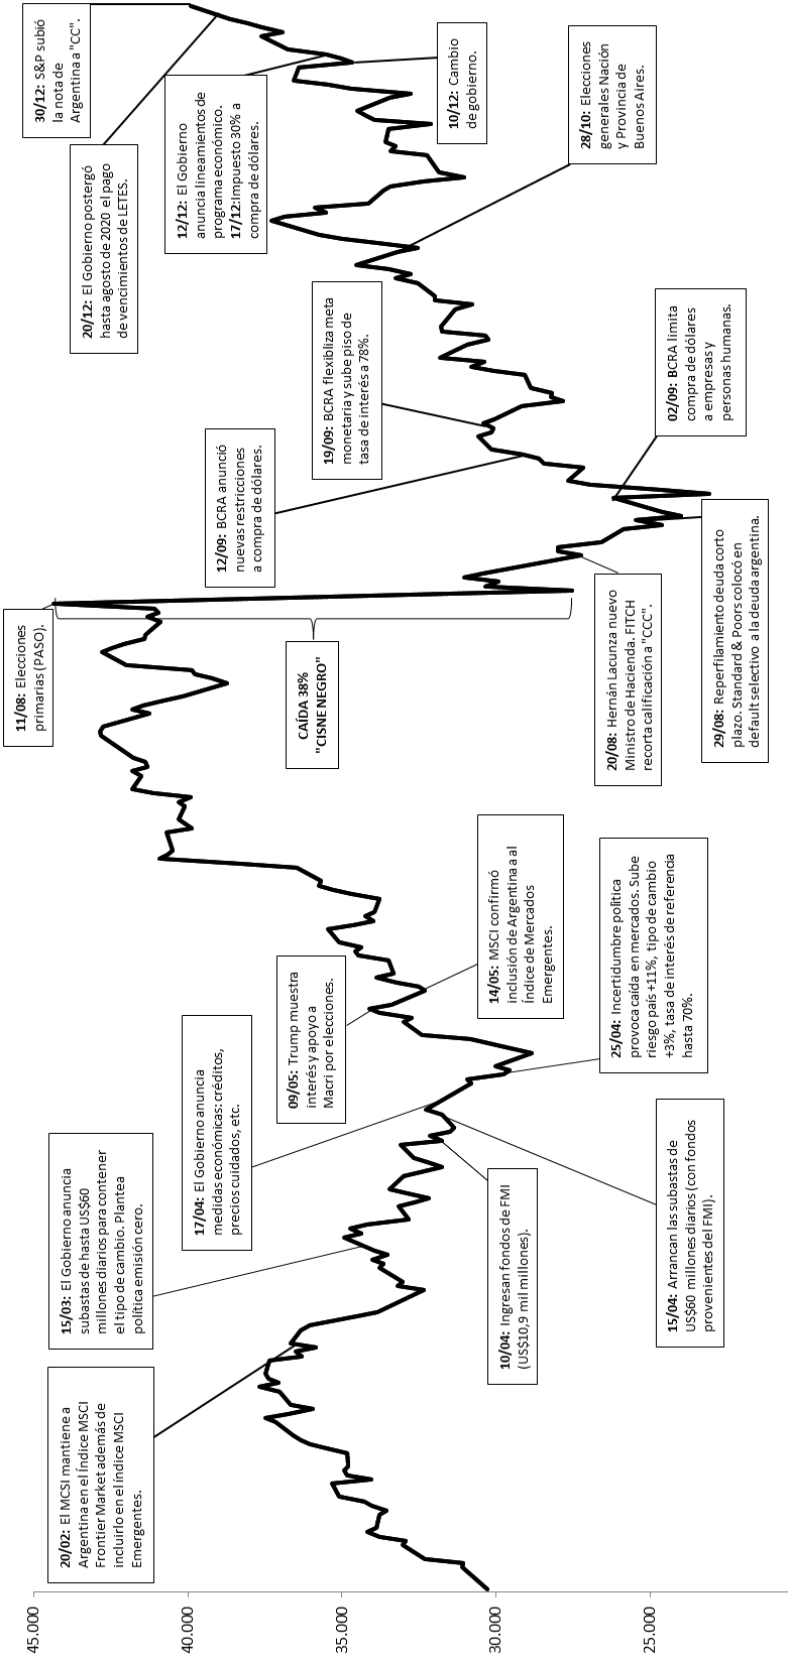 45.000
40.000
35.000
30.000
25.000
20/02: El MCSI mantiene a
Argentina en el índice MSCI
Frontier Market además de
incluirlo en el índice MSCI
Emergentes.
15/03: El Gobierno anuncia
subastas de hasta US$60
millones diarios para contener
el tipo de cambio. Plantea
política emisión cero.
10/04: Ingresan fondos de FMI
(US$10,9 mil millones).
15/04: Arrancan las subastas de
US$60 millones diarios (con fondos
provenientes del FMI).
17/04: El Gobierno anuncia
medidas económicas: créditos,
precios cuidados, etc.
25/04: Incertidumbre política
provoca caída en mercados. Sube
riesgo país +11%, tipo de cambio
+3%, tasa de interés de referencia
hasta 70%.
09/05: Trump muestra
interés y apoyo a
Macri por elecciones.
14/05: MSCI confirmó
inclusión de Argentina a al
Índice de Mercados
Emergentes.
11/08: Elecciones
primarias (PASO).
CAÍDA 38%
"CISNE NEGRO"
20/08: Hernán Lacunza nuevo
Ministro de Hacienda. FITCH
recorta calificación a "CCC".
29/08: Reperfilamiento deuda corto
plazo. Standard & Poors colocó en
default selectivo a la deuda argentina.
02/09: BCRA limita
compra de dólares
a empresas y
personas humanas.
12/09: BCRA anunció
nuevas restricciones
a compra de dólares.
19/09: BCRA flexibliza meta
monetaria y sube piso de
tasa de interés a 78%.
28/10: Elecciones
generales Nación
y Provincia de
Buenos Aires.
10/12: Cambio
de gobierno.
12/12: El Gobierno
anuncia lineamientos de
programa económico.
17/12:Impuesto 30% a
compra de dólares.
20/12: El Gobierno postergó
hasta agosto de 2020 el pago
de vencimientos de LETES.
30/12: S&P subió
la nota de
Argentina a "CC".